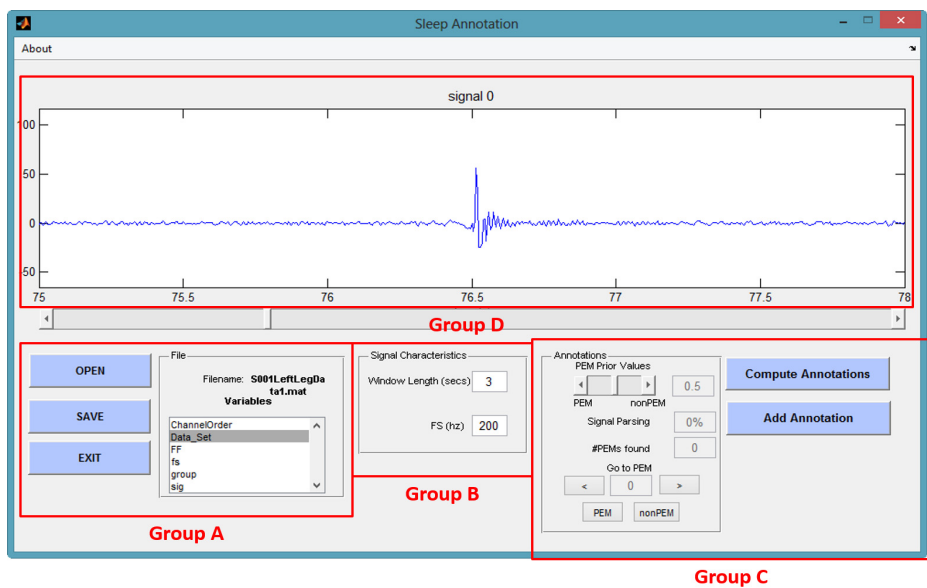 Sleep Annotation
About
signal 0
100
50
0
-50
75 75.5 76 76.5 77 77.5 78
Group D
OPEN
SAVE
EXIT
File
Filename: S001LeftLegDa
ta1.mat
Variables
ChannelOrder
Data_Set
FF
fs
group
sig
Group A
Signal Characteristics
Window Length (secs) 3
FS (hz) 200
Group B
Annotations
PEM Prior Values
0.5
PEM nonPEM
Signal Parsing 0%
#PEMs found 0
Go to PEM
< 0 >
PEM nonPEM
Compute Annotations
Add Annotation
Group C